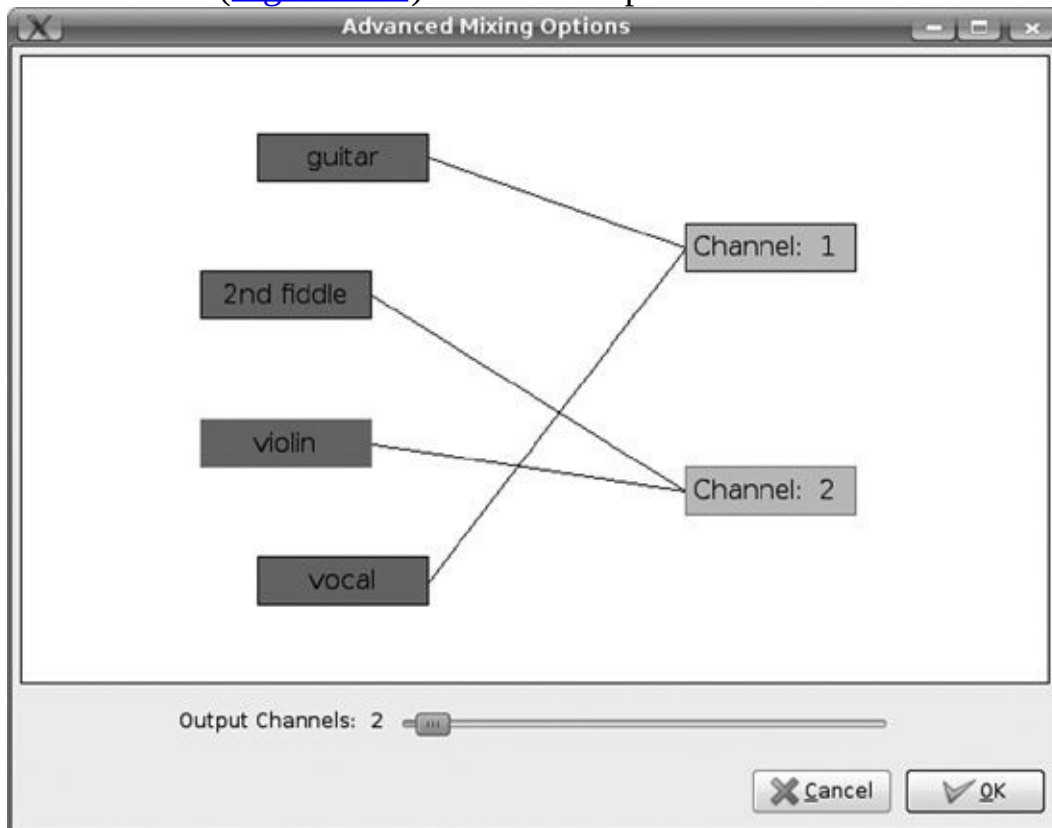 Advanced Mixing Options
guitar
Channel: 1
2nd fiddle
violin
Channel: 2
vocal
Output Channels: 2
Cancel
OK